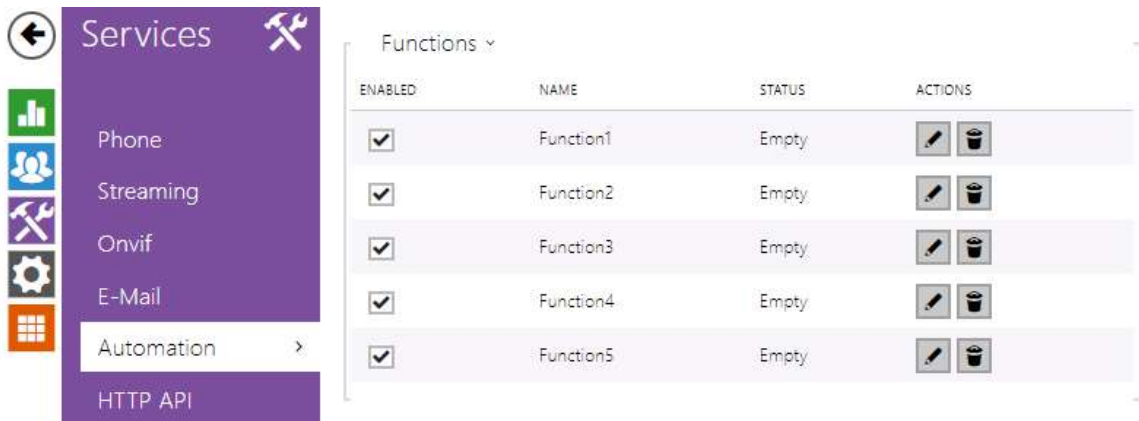 Services
Phone
Streaming
Onvif
E-Mail
Automation
HTTP API
Functions
ENABLED NAME STATUS ACTIONS
Function1 Empty
Function2 Empty
Function3 Empty
Function4 Empty
Function5 Empty